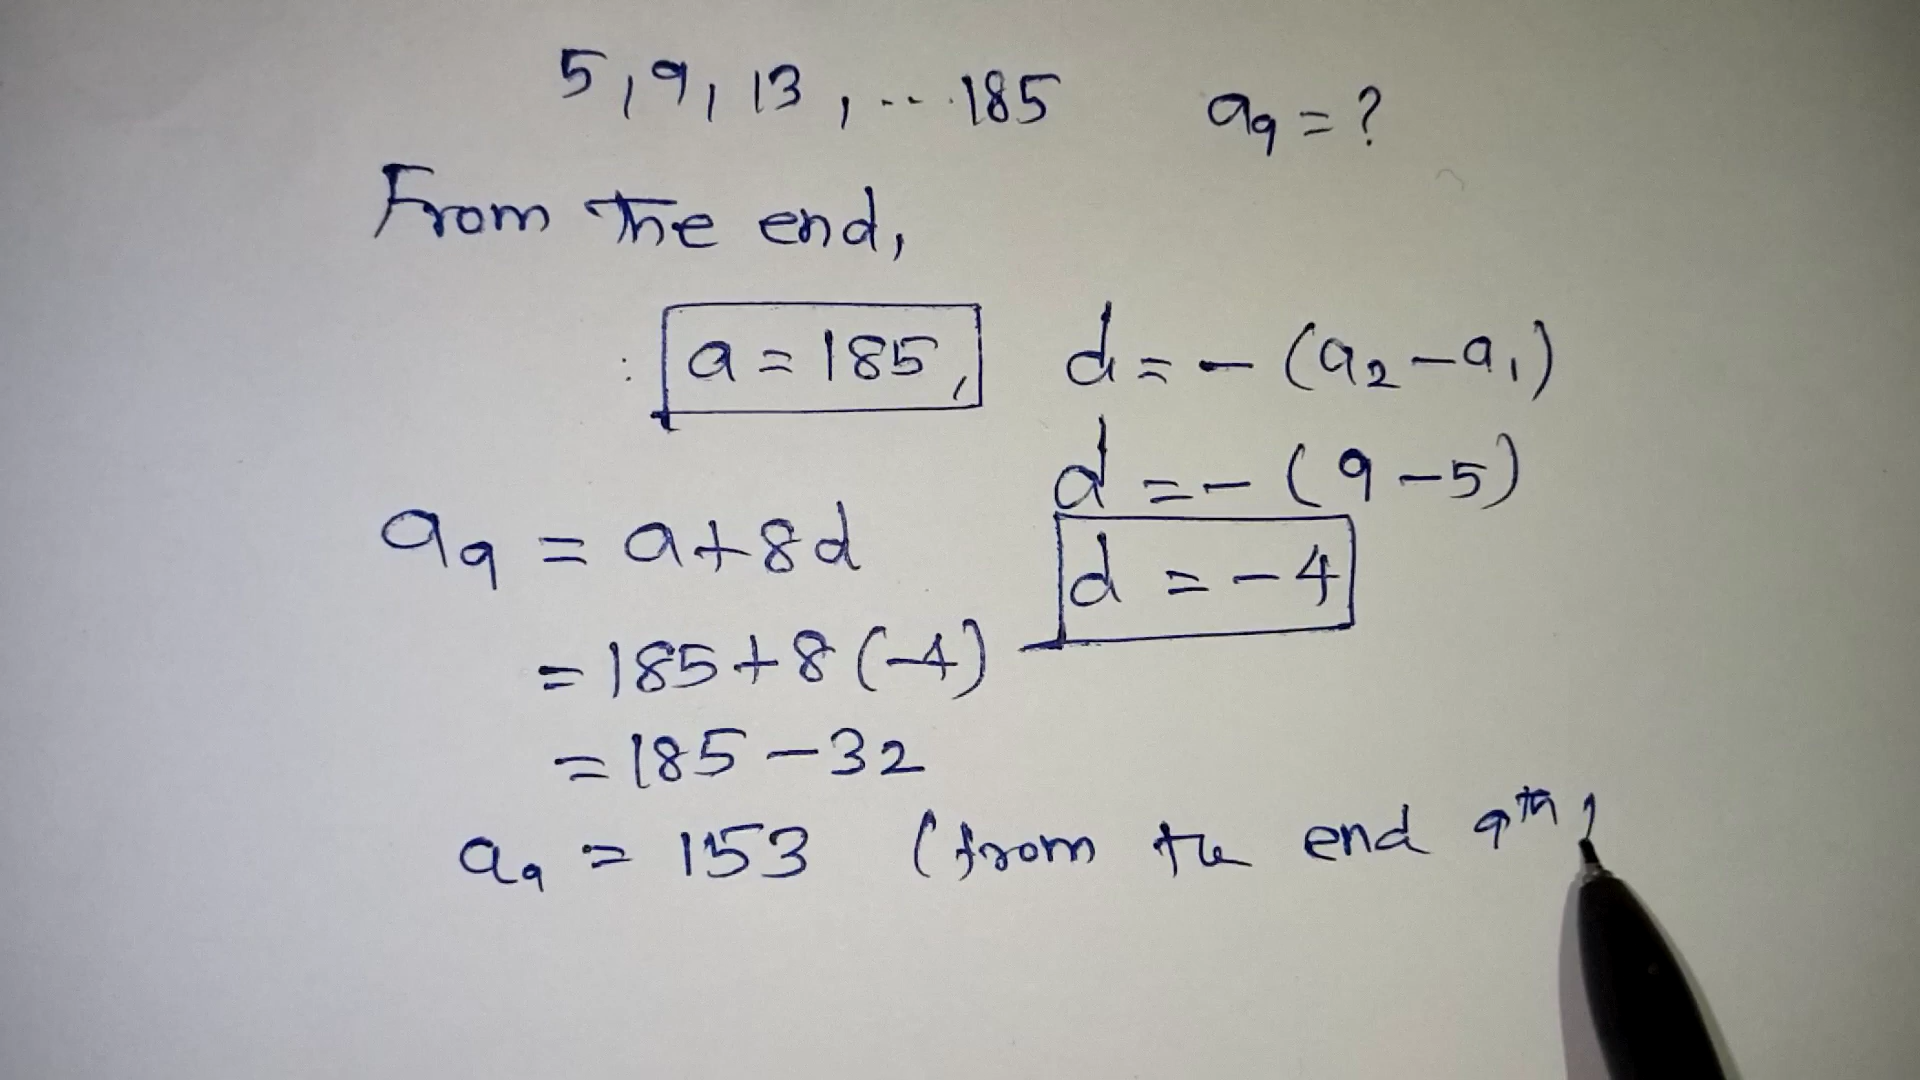 5, 9, 13, ... 185 a₉ = ?
From the end,
a = 185, d = - (a₂ - a₁)
d = - (9 - 5)
a₉ = a + 8d d = - 4
= 185 + 8 (-4)
= 185 - 32
a₉ = 153 (from the end 9th)